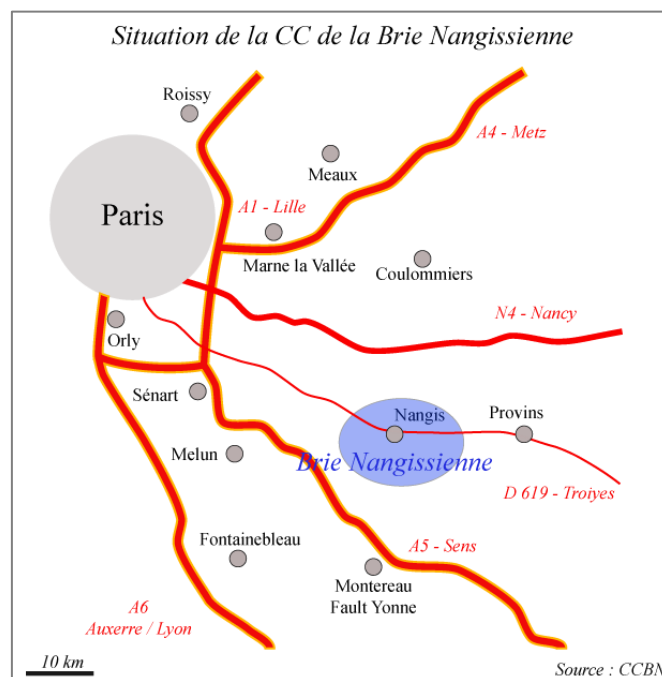 Situation de la CC de la Brie Nangissienne
Roissy
A4 - Metz
Meaux
A1 - Lille
Paris
Marne la Vallée
Coulommiers
N4 - Nancy
Orly
Sénart
Nangis
Provins
Melun
Brie Nangissienne
D 619 - Troiyes
Fontainebleau
A5 - Sens
Montereau
Fault Yonne
A6
Auxerre / Lyon
10 km
Source : CCBN